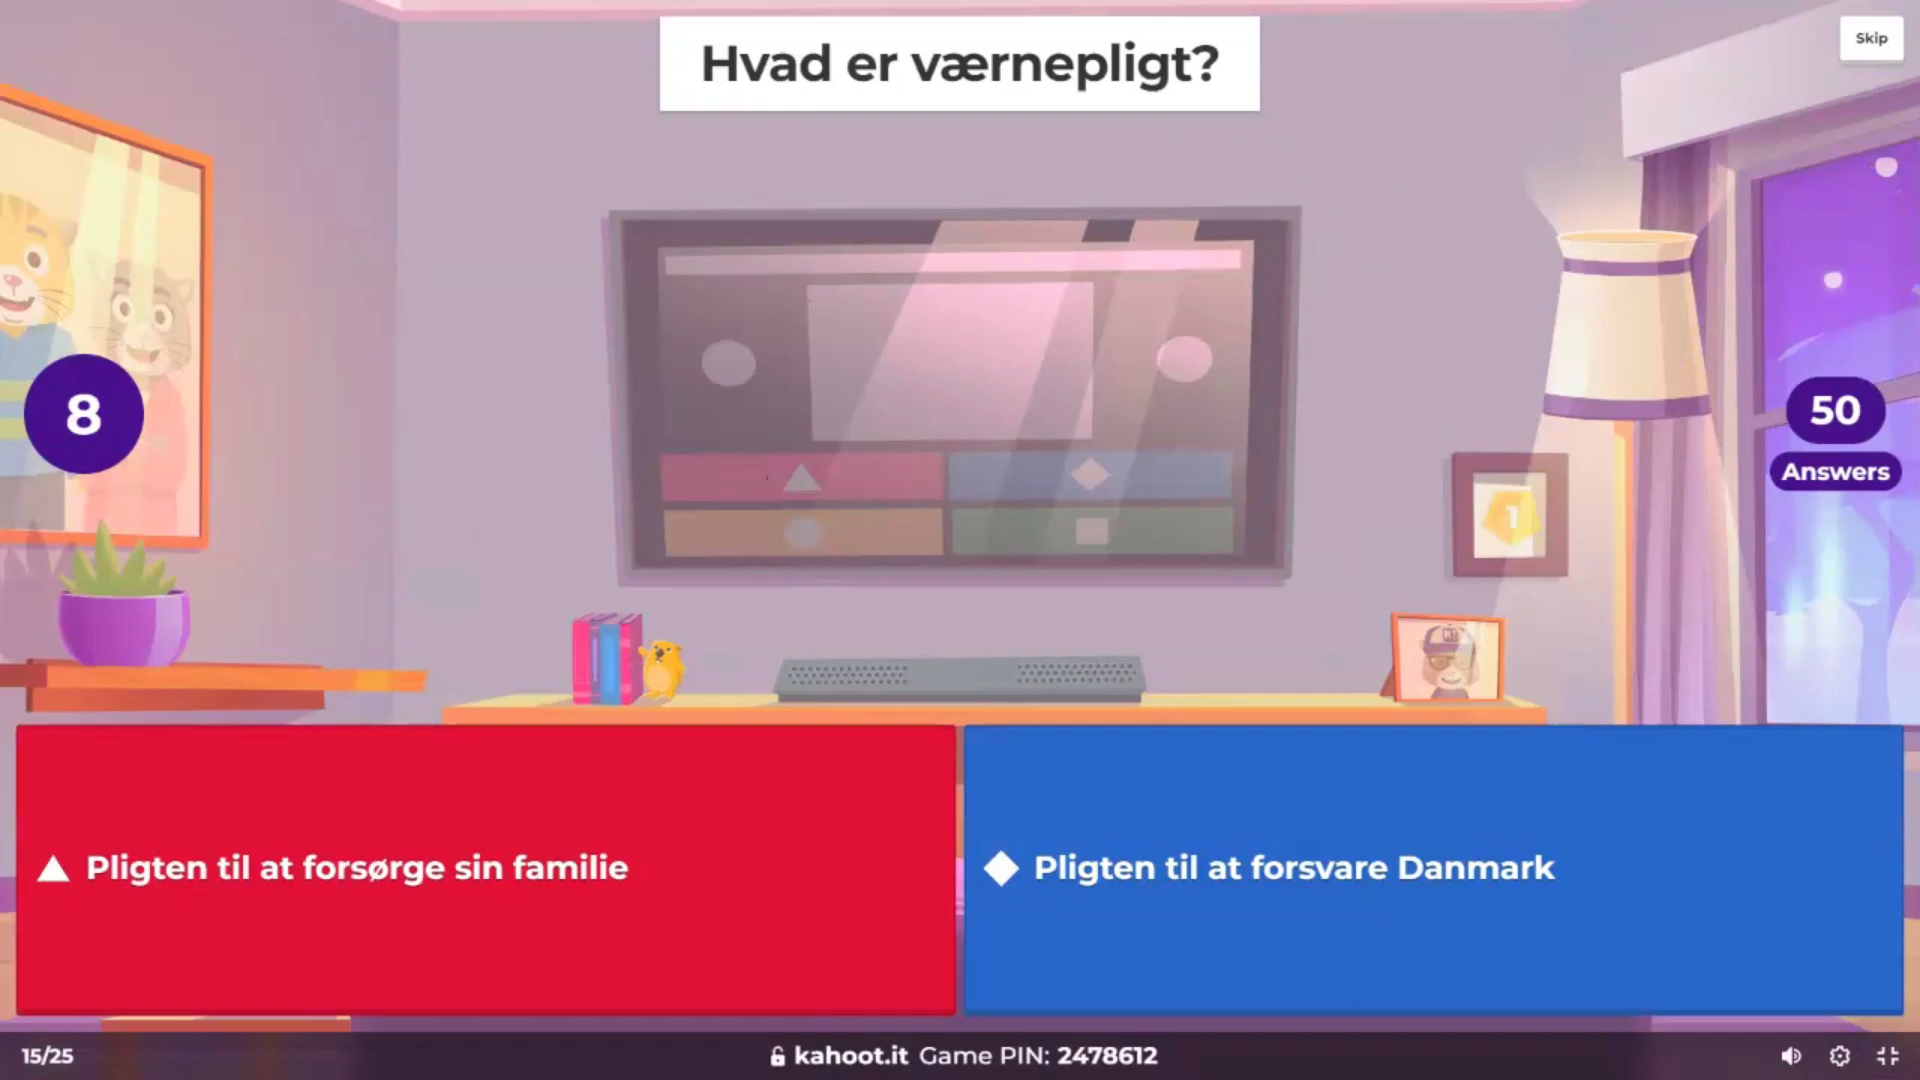 Hvad er værnepligt?
Skip
8
50
Answers
1
K!
Pligten til at forsørge sin familie
Pligten til at forsvare Danmark
15/25
kahoot.it Game PIN: 2478612